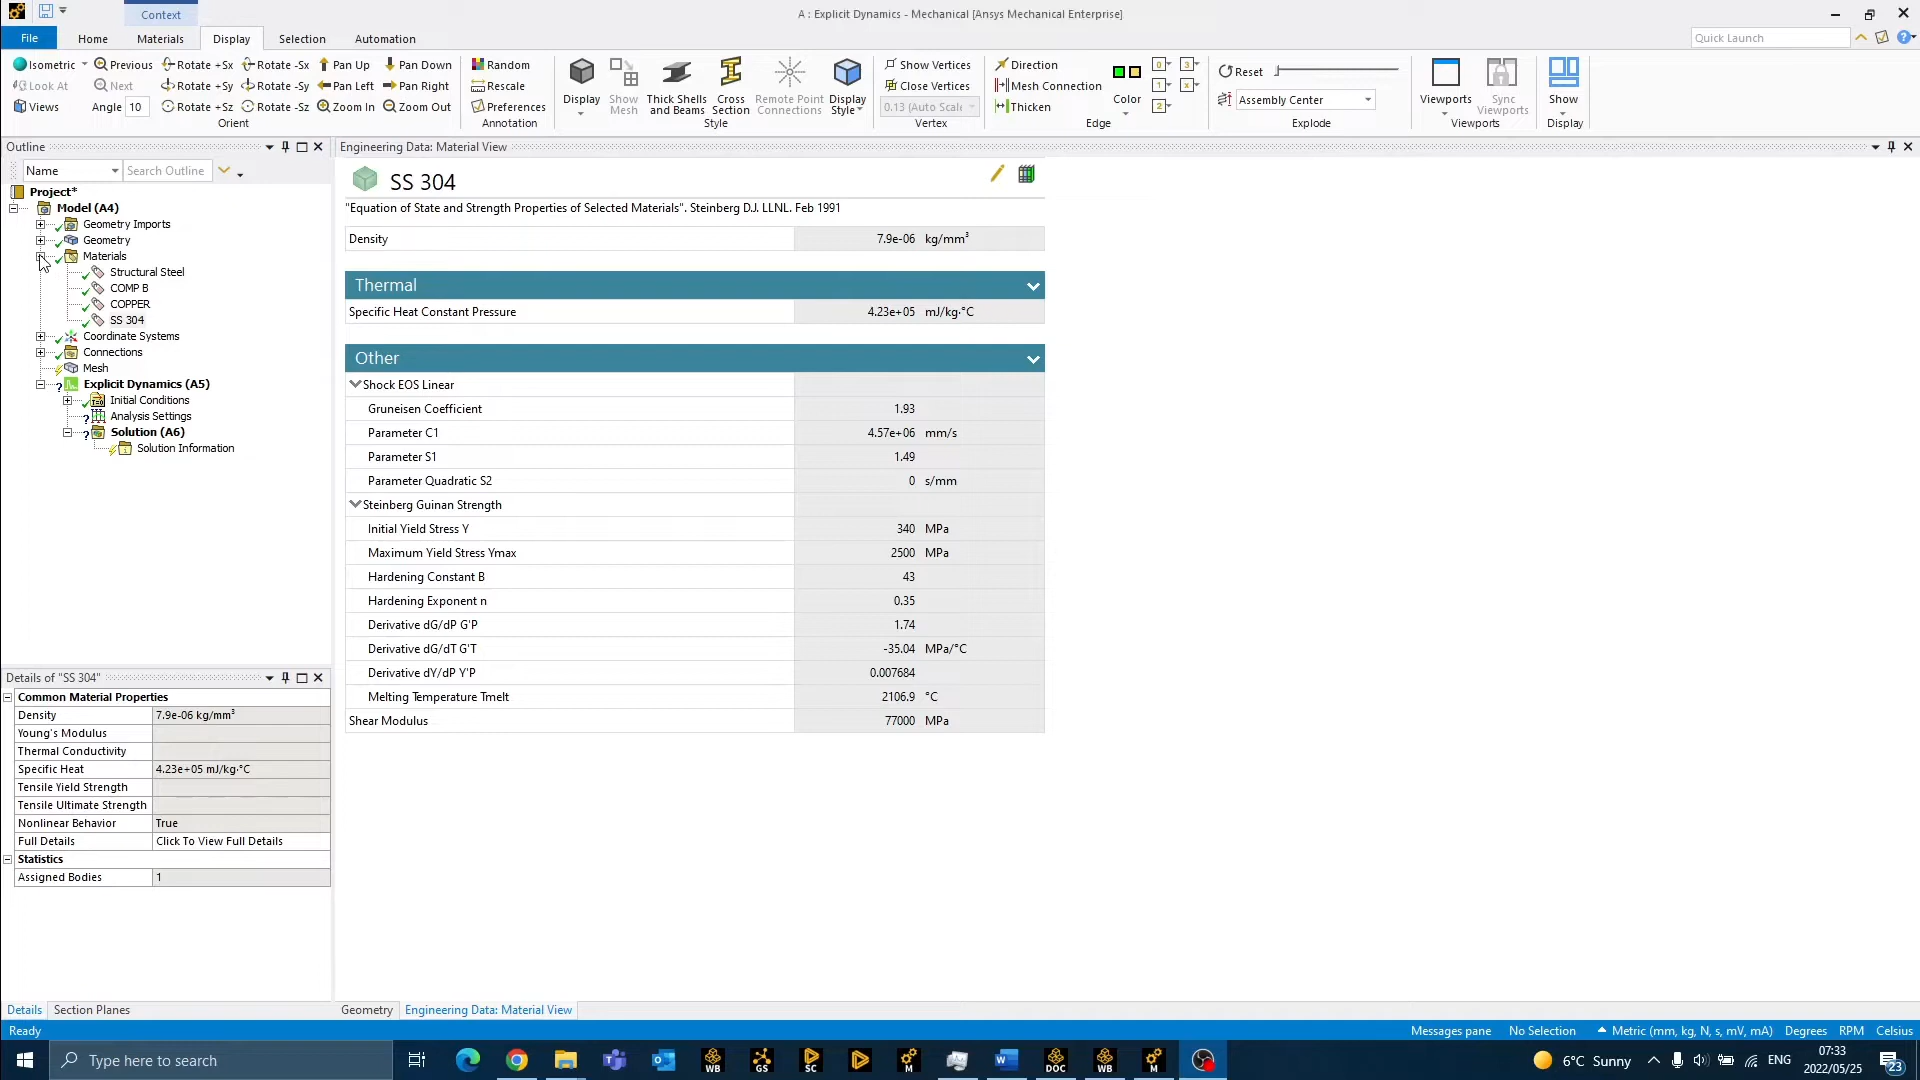 Context
A : Explicit Dynamics - Mechanical [Ansys Mechanical Enterprise]
File Home Materials Display Selection Automation
Quick Launch
Isometric Previous Rotate +Sx Rotate -Sx Pan Up Pan Down
Look At Next Rotate +Sy Rotate -Sy Pan Left Pan Right
Views Angle 10 Rotate +Sz Rotate -Sz Zoom In Zoom Out
Orient
Random
Rescale
Preferences
Annotation
Display
Show Mesh
Thick Shells and Beams
Cross Section
Remote Point Connections
Display Style
Style
Show Vertices
Close Vertices
0.13 (Auto Scale
Vertex
Direction
Mesh Connection
Thicken
Color
0 3
1 x
2
Edge
Reset
Assembly Center
Explode
Viewports
Sync Viewports
Viewports
Show
Display
Outline
Name Search Outline
Project*
Model (A4)
Geometry Imports
Geometry
Materials
Structural Steel
COMP B
COPPER
SS 304
Coordinate Systems
Connections
Mesh
Explicit Dynamics (A5)
Initial Conditions
Analysis Settings
Solution (A6)
Solution Information
Details of "SS 304"
Common Material Properties
Density 7.9e-06 kg/mm³
Young's Modulus
Thermal Conductivity
Specific Heat 4.23e+05 mJ/kg·°C
Tensile Yield Strength
Tensile Ultimate Strength
Nonlinear Behavior True
Full Details Click To View Full Details
Statistics
Assigned Bodies 1
Details Section Planes
Engineering Data: Material View
SS 304
"Equation of State and Strength Properties of Selected Materials". Steinberg D.J. LLNL. Feb 1991
Density 7.9e-06 kg/mm³
Thermal
Specific Heat Constant Pressure 4.23e+05 mJ/kg·°C
Other
Shock EOS Linear
Gruneisen Coefficient 1.93
Parameter C1 4.57e+06 mm/s
Parameter S1 1.49
Parameter Quadratic S2 0 s/mm
Steinberg Guinan Strength
Initial Yield Stress Y 340 MPa
Maximum Yield Stress Ymax 2500 MPa
Hardening Constant B 43
Hardening Exponent n 0.35
Derivative dG/dP G'P 1.74
Derivative dG/dT G'T -35.04 MPa/°C
Derivative dY/dP Y'P 0.007684
Melting Temperature Tmelt 2106.9 °C
Shear Modulus 77000 MPa
Geometry Engineering Data: Material View
Ready Messages pane No Selection Metric (mm, kg, N, s, mV, mA) Degrees RPM Celsius
Type here to search
WB GS SC M DOC WB M
6°C Sunny ENG 07:33
2022/05/25
23